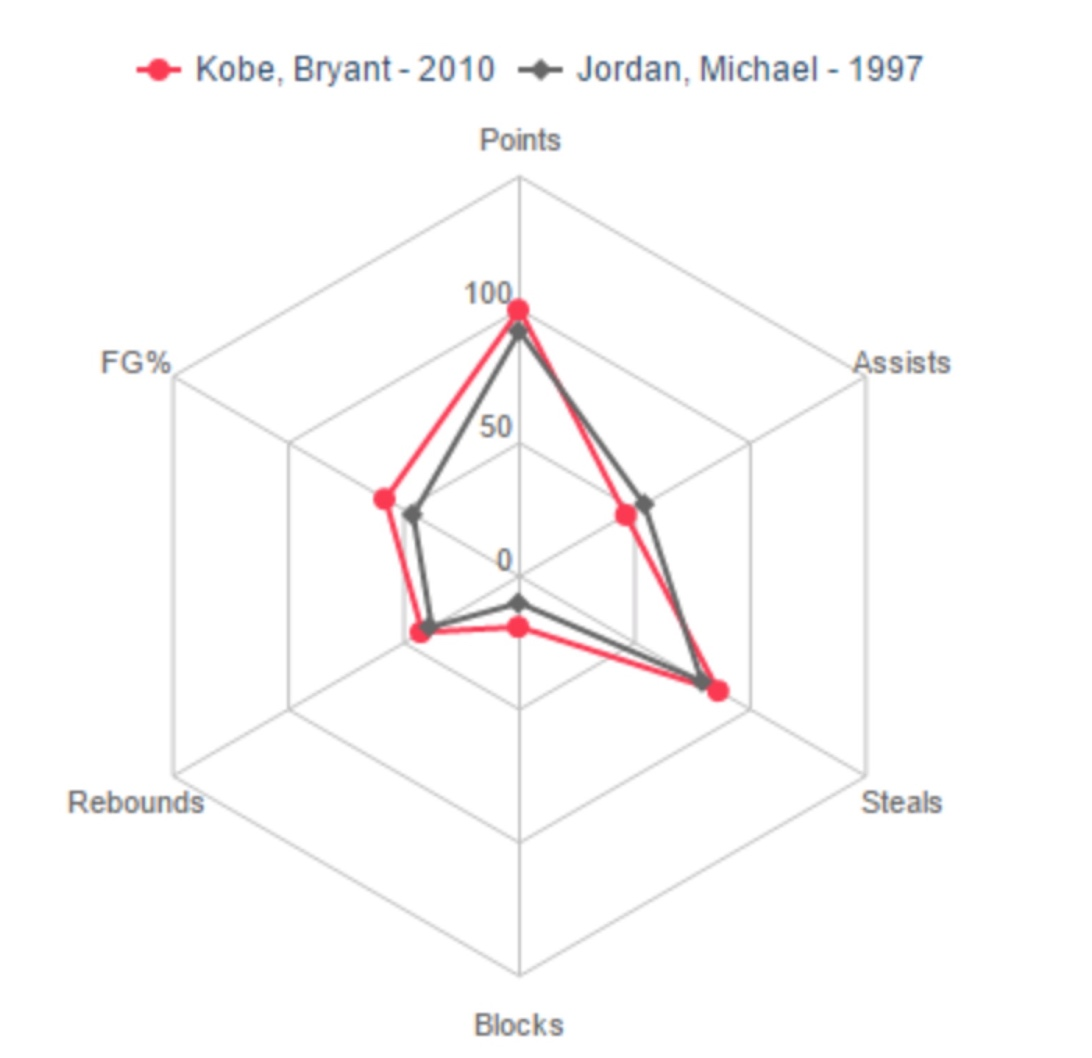 Kobe, Bryant - 2010 Jordan, Michael - 1997
Points
100
FG% Assists
50
0
Rebounds Steals
Blocks